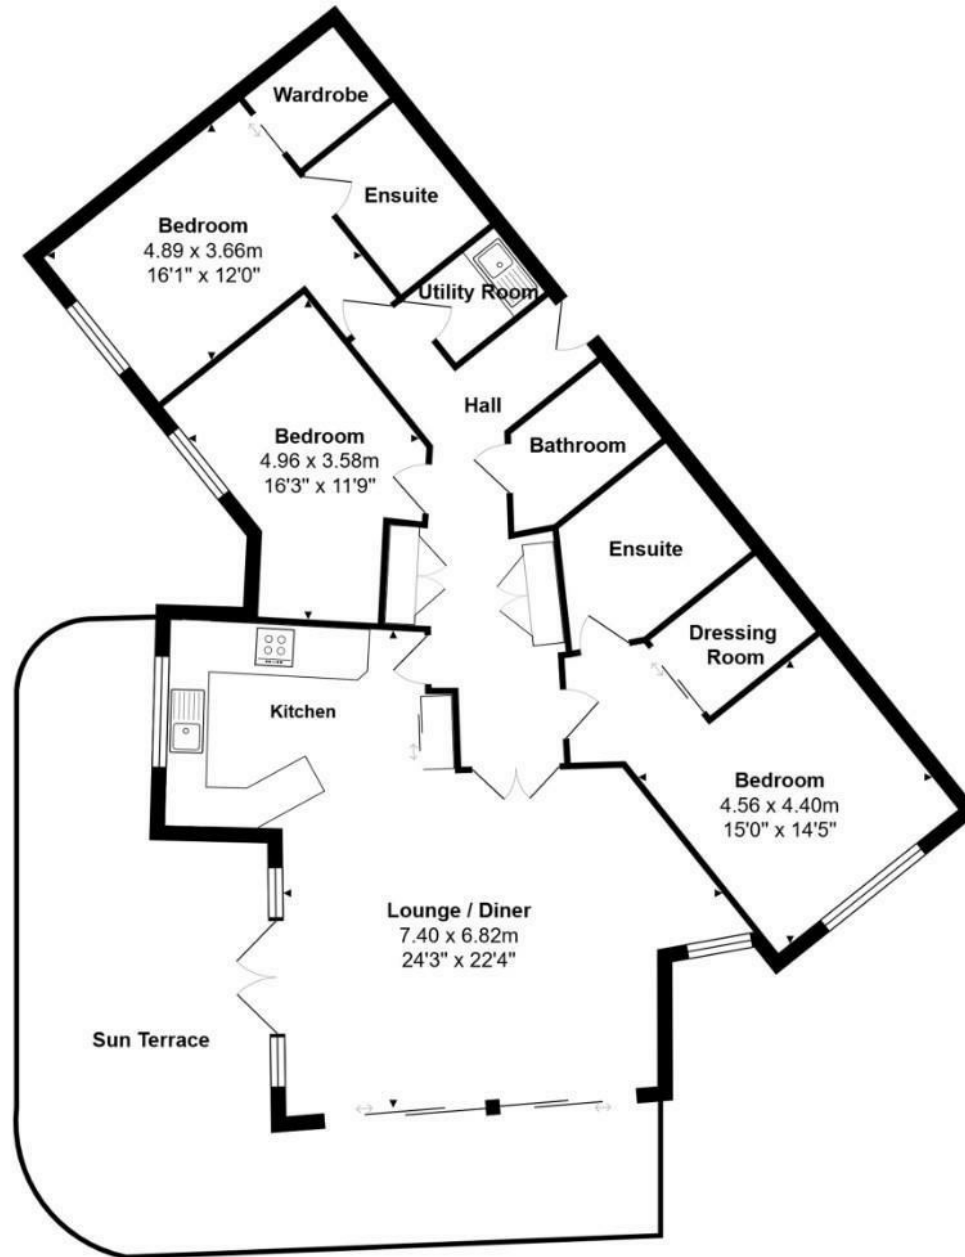 Wardrobe
Ensuite
Bedroom
4.89 x 3.66m
16'1" x 12'0"
Utility Room
Hall
Bedroom
4.96 x 3.58m
16'3" x 11'9"
Bathroom
Ensuite
Dressing
Room
Kitchen
Bedroom
4.56 x 4.40m
15'0" x 14'5"
Lounge / Diner
7.40 x 6.82m
24'3" x 22'4"
Sun Terrace